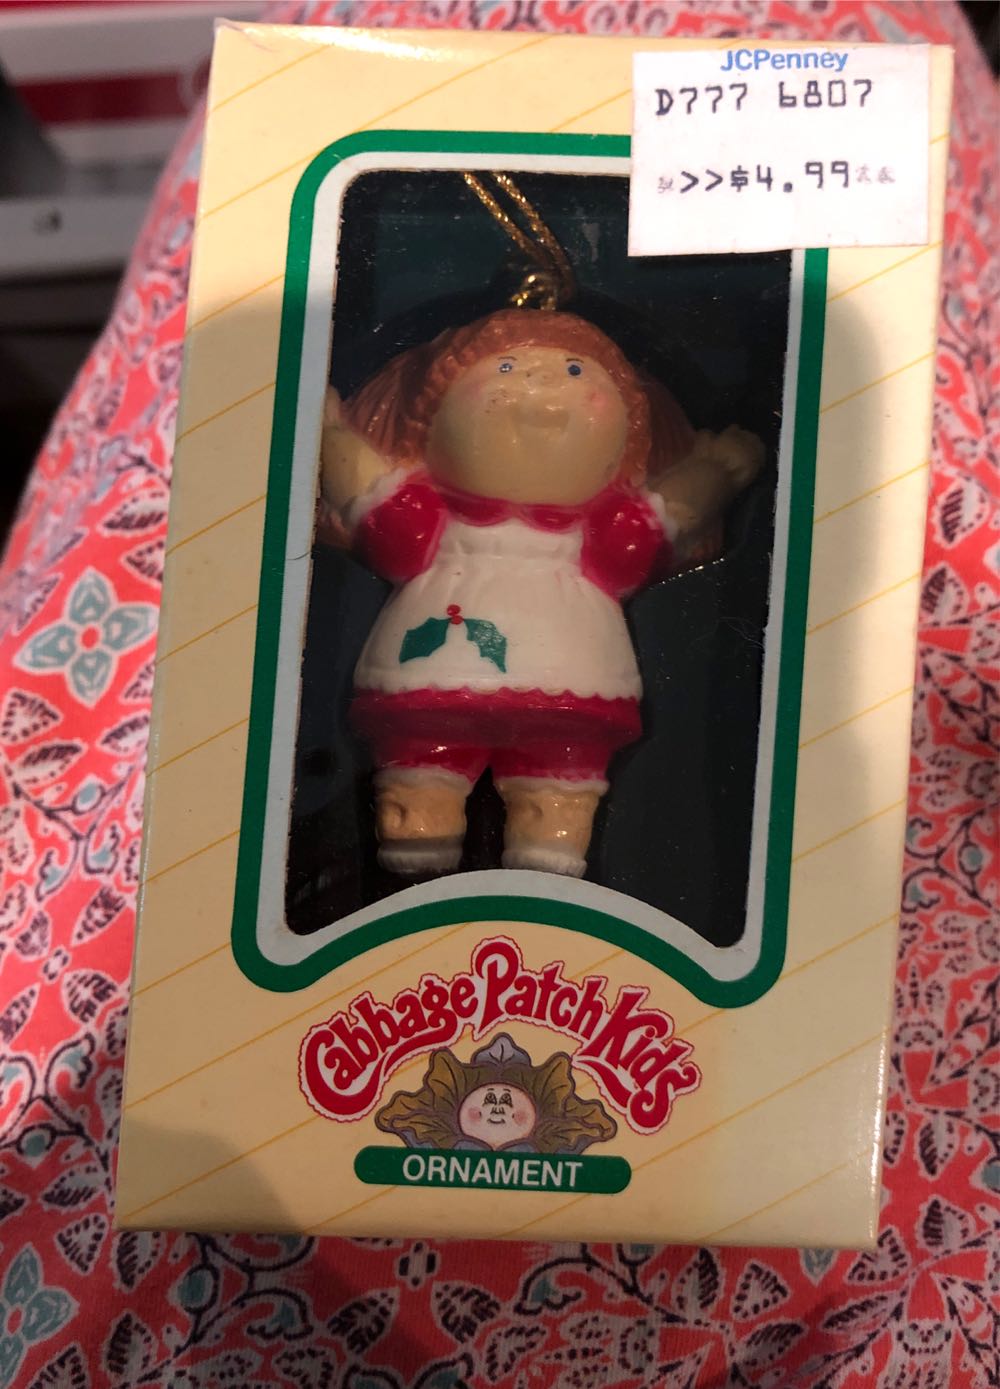 JCPenney
D777 6807
>>$4.99
Cabbage Patch Kids
ORNAMENT